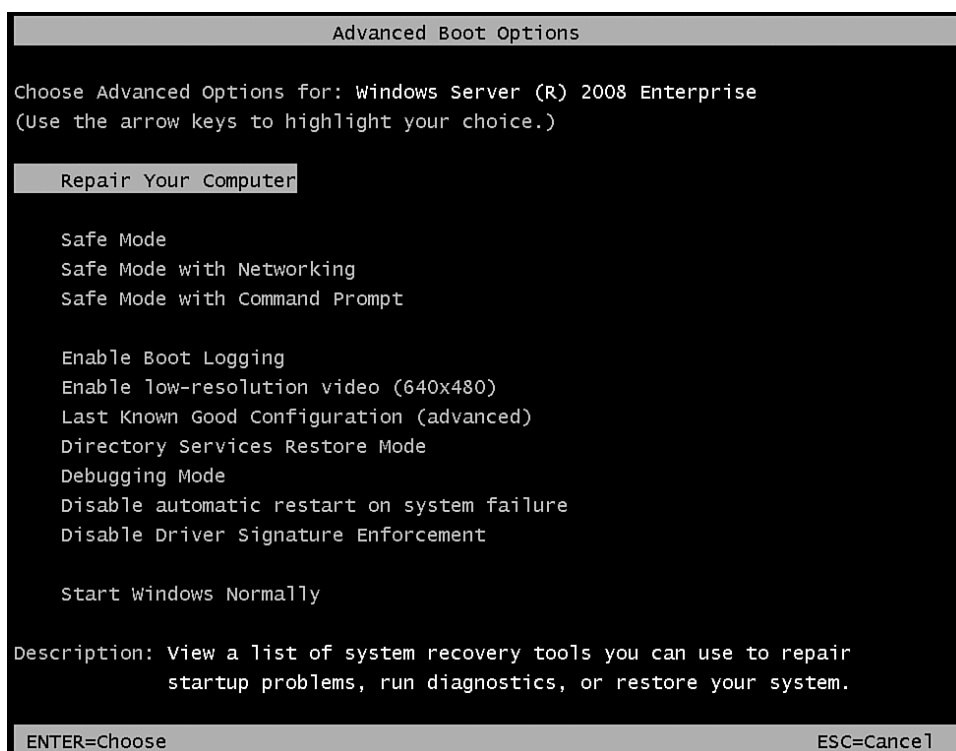 Advanced Boot Options
Choose Advanced Options for: Windows Server (R) 2008 Enterprise
(Use the arrow keys to highlight your choice.)
Repair Your Computer
Safe Mode
Safe Mode with Networking
Safe Mode with Command Prompt
Enable Boot Logging
Enable low-resolution video (640x480)
Last Known Good Configuration (advanced)
Directory Services Restore Mode
Debugging Mode
Disable automatic restart on system failure
Disable Driver Signature Enforcement
Start Windows Normally
Description: View a list of system recovery tools you can use to repair
startup problems, run diagnostics, or restore your system.
ENTER=Choose ESC=Cancel